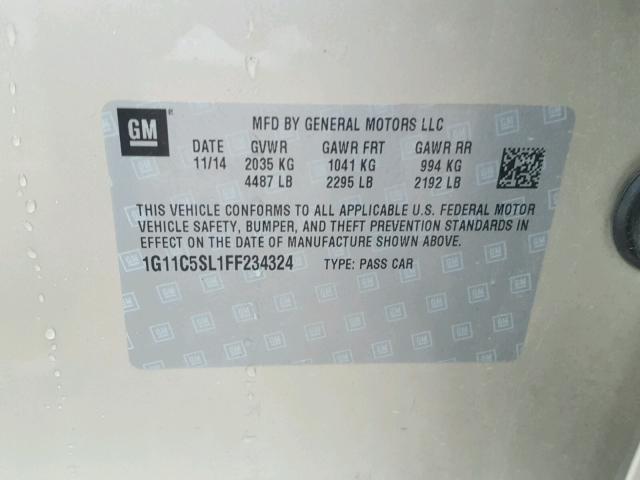 GM ®
MFD BY GENERAL MOTORS LLC
DATE GVWR GAWR FRT GAWR RR
11/14 2035 KG 1041 KG 994 KG
4487 LB 2295 LB 2192 LB
THIS VEHICLE CONFORMS TO ALL APPLICABLE U.S. FEDERAL MOTOR
VEHICLE SAFETY, BUMPER, AND THEFT PREVENTION STANDARDS IN
EFFECT ON THE DATE OF MANUFACTURE SHOWN ABOVE.
1G11C5SL1FF234324 TYPE: PASS CAR